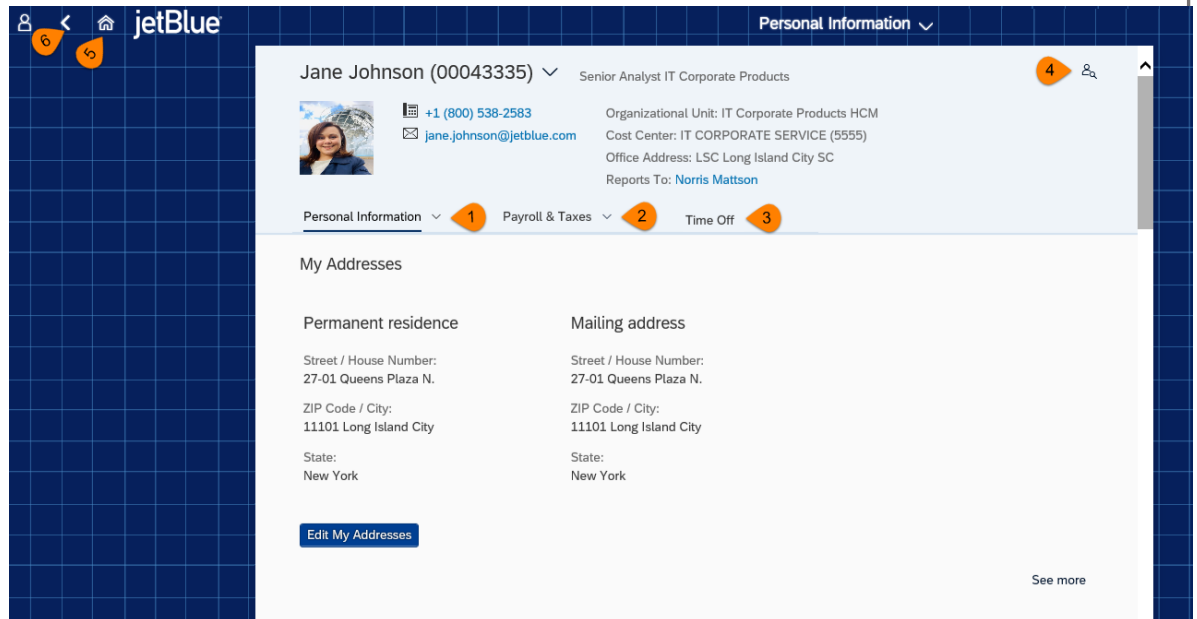 6
5
jetBlue
Personal Information
Jane Johnson (00043335)
Senior Analyst IT Corporate Products
4
+1 (800) 538-2583
jane.johnson@jetblue.com
Organizational Unit: IT Corporate Products HCM
Cost Center: IT CORPORATE SERVICE (5555)
Office Address: LSC Long Island City SC
Reports To: Norris Mattson
Personal Information 1 Payroll & Taxes 2 Time Off 3
My Addresses
Permanent residence
Street / House Number:
27-01 Queens Plaza N.
ZIP Code / City:
11101 Long Island City
State:
New York
Mailing address
Street / House Number:
27-01 Queens Plaza N.
ZIP Code / City:
11101 Long Island City
State:
New York
Edit My Addresses
See more